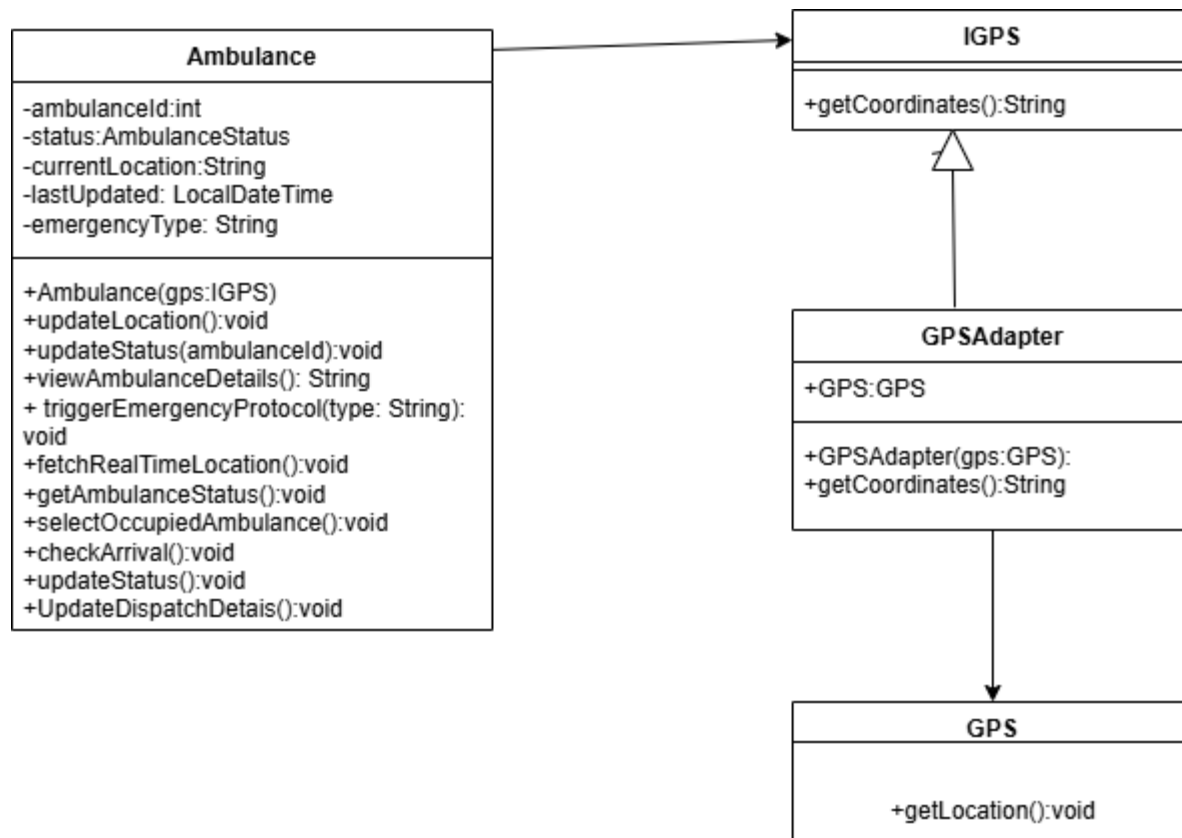 Ambulance
-ambulanceId:int
-status:AmbulanceStatus
-currentLocation:String
-lastUpdated: LocalDateTime
-emergencyType: String
+Ambulance(gps:IGPS)
+updateLocation():void
+updateStatus(ambulanceId):void
+viewAmbulanceDetails(): String
+ triggerEmergencyProtocol(type: String):
void
+fetchRealTimeLocation():void
+getAmbulanceStatus():void
+selectOccupiedAmbulance():void
+checkArrival():void
+updateStatus():void
+UpdateDispatchDetais():void
IGPS
+getCoordinates():String
GPSAdapter
+GPS:GPS
+GPSAdapter(gps:GPS):
+getCoordinates():String
GPS
+getLocation():void